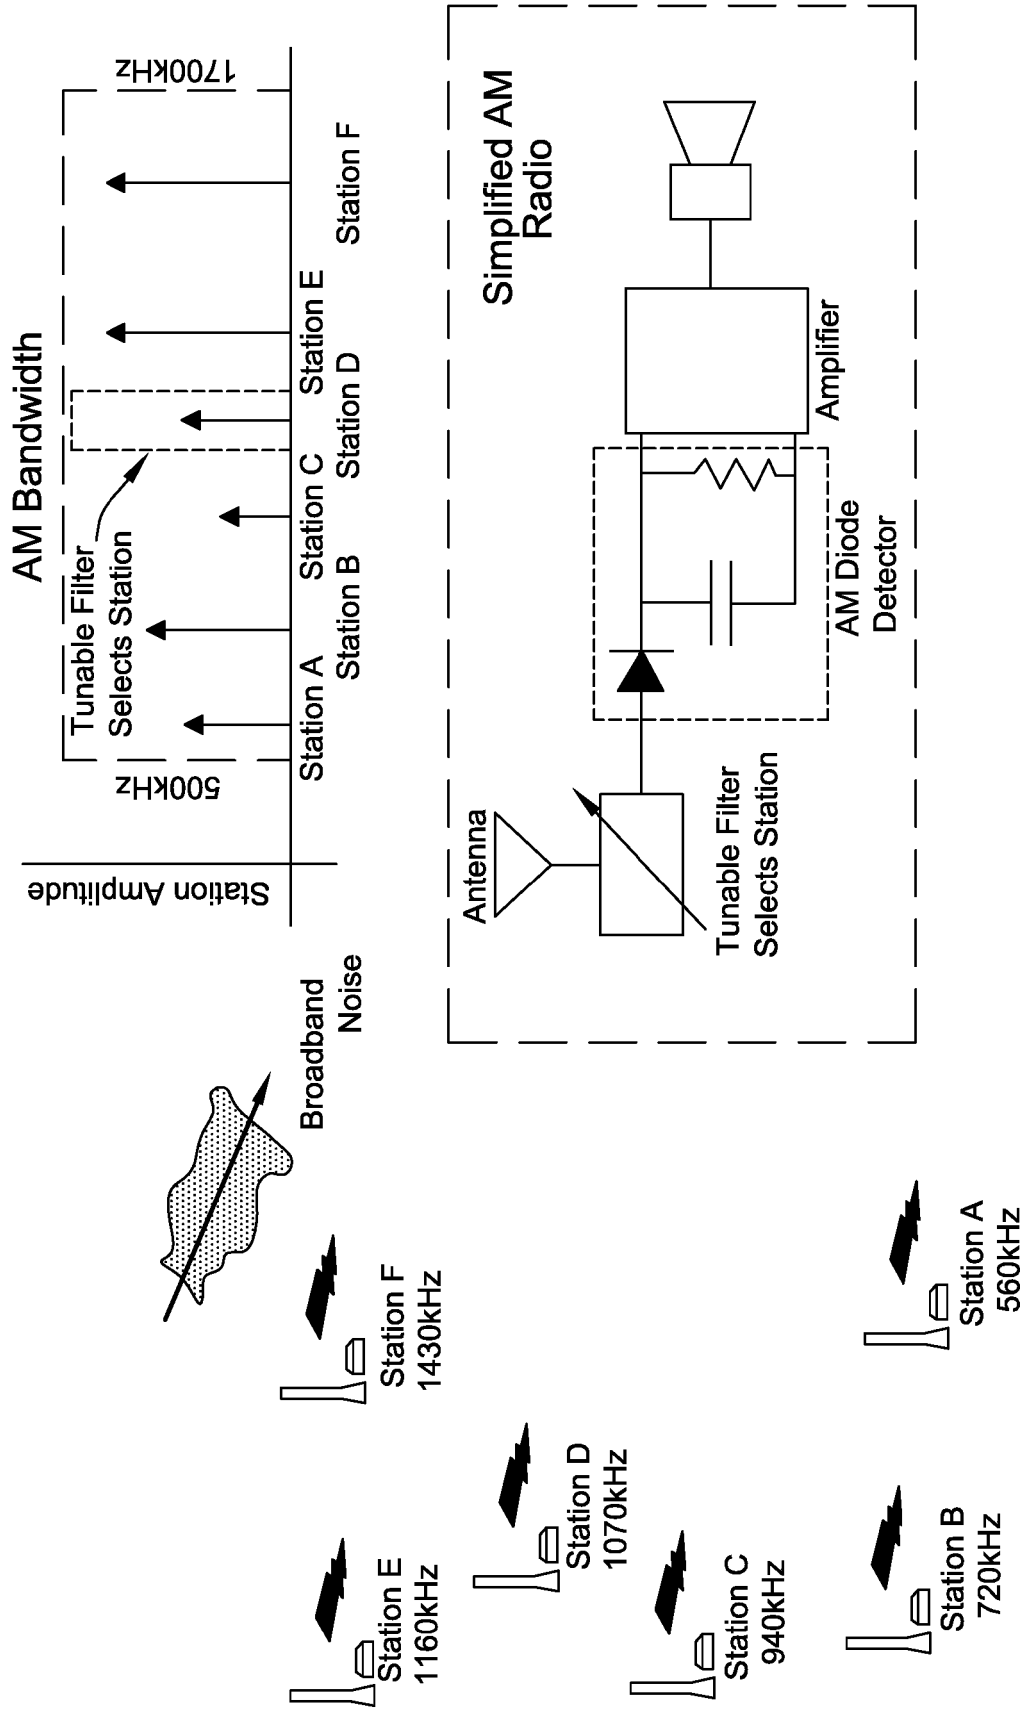 AM Bandwidth
Station Amplitude
500kHz
1700kHz
Tunable Filter
Selects Station
Station A
Station B
Station C
Station D
Station E
Station F
Broadband
Noise
Station E
1160kHz
Station F
1430kHz
Station D
1070kHz
Station C
940kHz
Station B
720kHz
Station A
560kHz
Simplified AM
Radio
Antenna
Tunable Filter
Selects Station
AM Diode
Detector
Amplifier